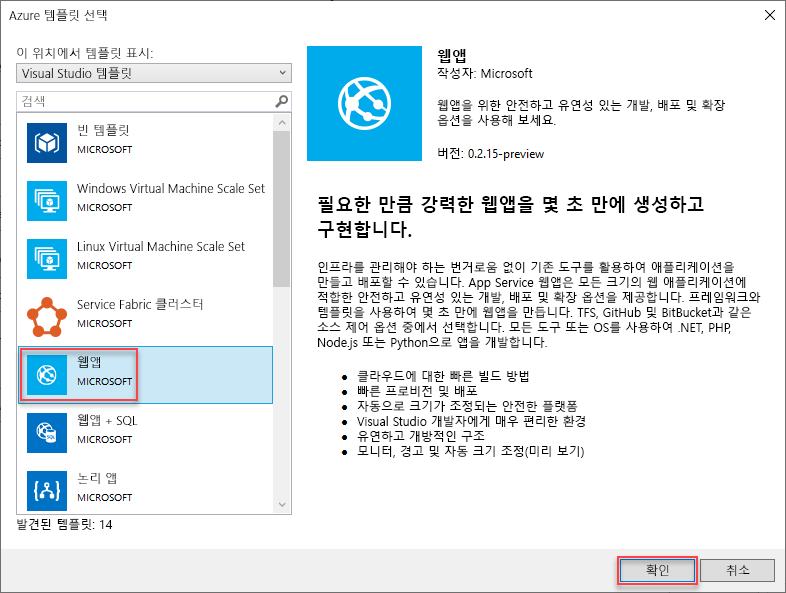 Azure 템플릿 선택
이 위치에서 템플릿 표시:
Visual Studio 템플릿
검색
빈 템플릿
MICROSOFT
Windows Virtual Machine Scale Set
MICROSOFT
Linux Virtual Machine Scale Set
MICROSOFT
Service Fabric 클러스터
MICROSOFT
웹앱
MICROSOFT
웹앱 + SQL
MICROSOFT
논리 앱
MICROSOFT
발견된 템플릿: 14
웹앱
작성자: Microsoft
웹앱을 위한 안전하고 유연성 있는 개발, 배포 및 확장
옵션을 사용해 보세요.
버전: 0.2.15-preview
필요한 만큼 강력한 웹앱을 몇 초 만에 생성하고
구현합니다.
인프라를 관리해야 하는 번거로움 없이 기존 도구를 활용하여 애플리케이션을
만들고 배포할 수 있습니다. App Service 웹앱은 모든 크기의 웹 애플리케이션에
적합한 안전하고 유연성 있는 개발, 배포 및 확장 옵션을 제공합니다. 프레임워크와
템플릿을 사용하여 몇 초 만에 웹앱을 만듭니다. TFS, GitHub 및 BitBucket과 같은
소스 제어 옵션 중에서 선택합니다. 모든 도구 또는 OS를 사용하여 .NET, PHP,
Node.js 또는 Python으로 앱을 개발합니다.
• 클라우드에 대한 빠른 빌드 방법
• 빠른 프로비전 및 배포
• 자동으로 크기가 조정되는 안전한 플랫폼
• Visual Studio 개발자에게 매우 편리한 환경
• 유연하고 개방적인 구조
• 모니터, 경고 및 자동 크기 조정(미리 보기)
확인
취소